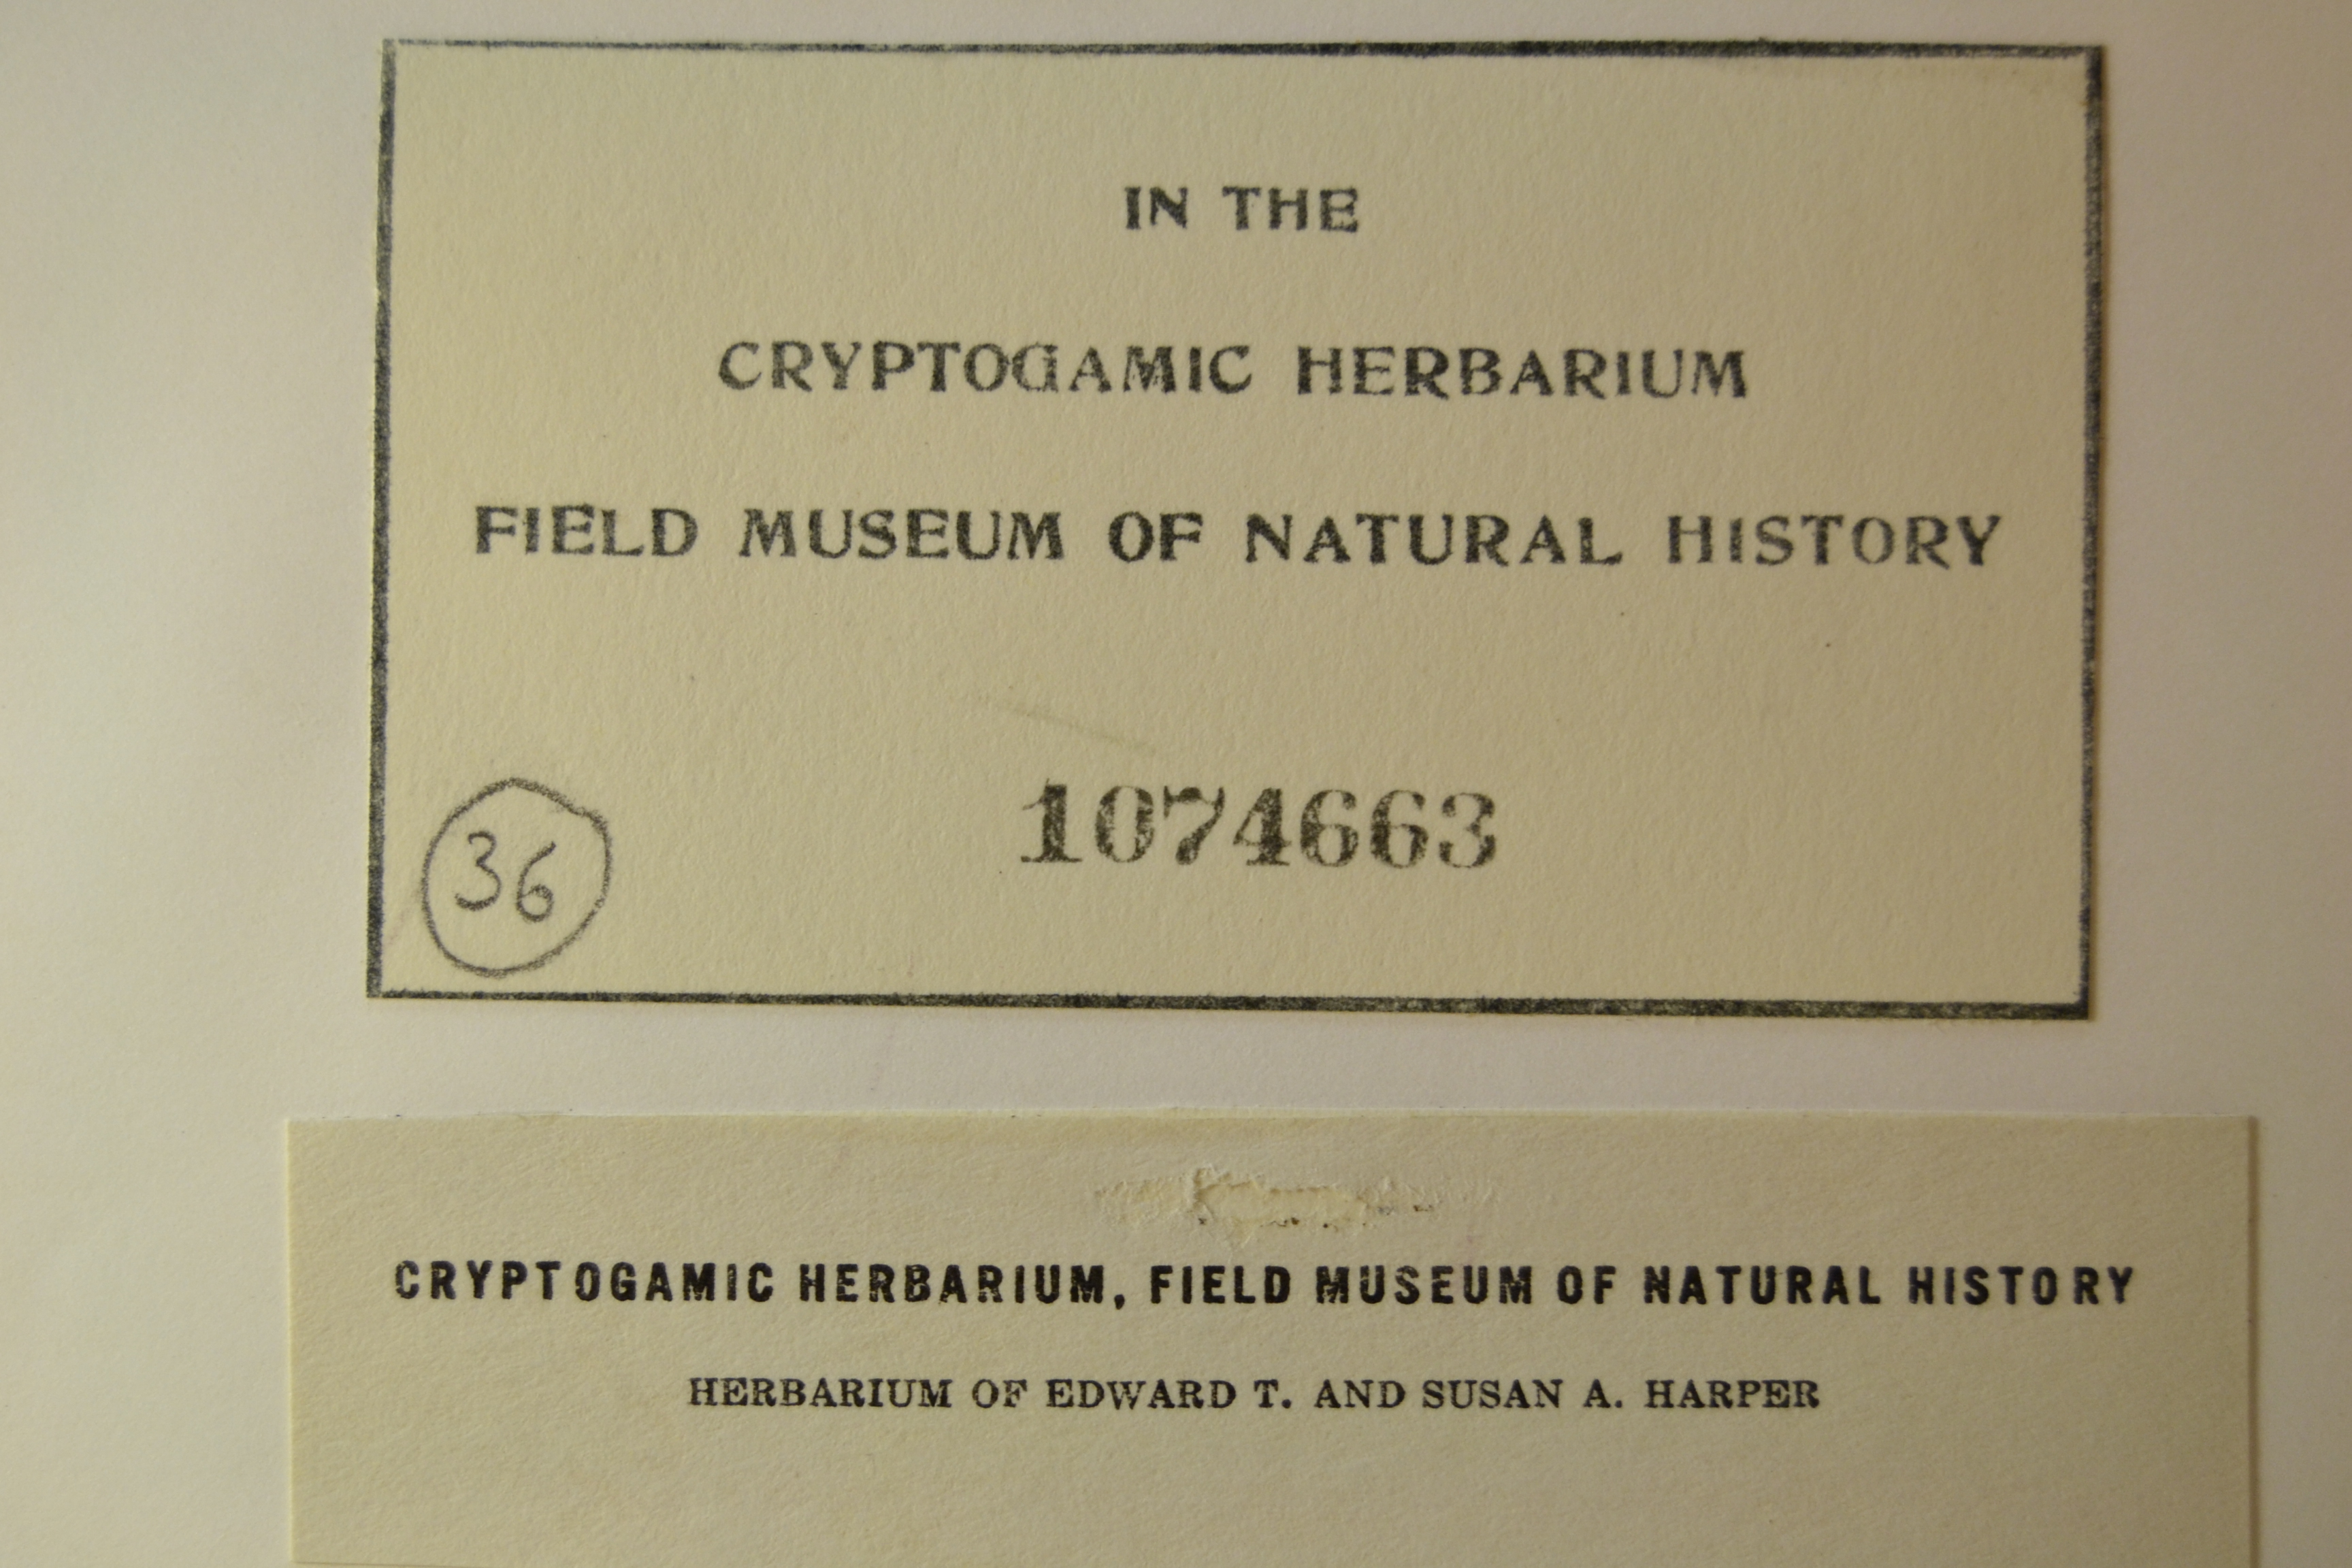 IN THE
CRYPTOGAMIC HERBARIUM
FIELD MUSEUM OF NATURAL HISTORY
1074663
36
CRYPTOGAMIC HERBARIUM, FIELD MUSEUM OF NATURAL HISTORY
HERBARIUM OF EDWARD T. AND SUSAN A. HARPER